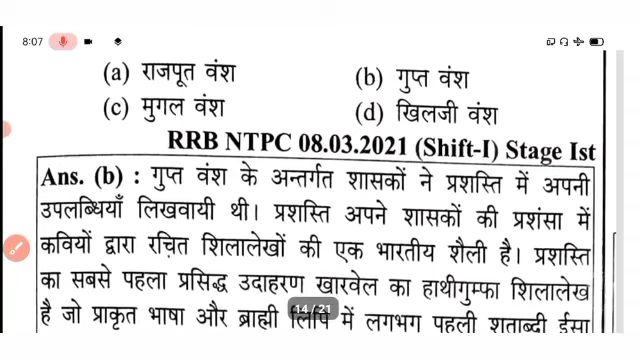 8:07
(a) राजपूत वंश (b) गुप्त वंश
(c) मुगल वंश (d) खिलजी वंश
RRB NTPC 08.03.2021 (Shift-I) Stage Ist
Ans. (b) : गुप्त वंश के अन्तर्गत शासकों ने प्रशस्ति में अपनी
उपलब्धियाँ लिखवायी थी। प्रशस्ति अपने शासकों की प्रशंसा में
कवियों द्वारा रचित शिलालेखों की एक भारतीय शैली है। प्रशस्ति
का सबसे पहला प्रसिद्ध उदाहरण खारवेल का हाथीगुम्फा शिलालेख
14/21
है जो प्राकृत भाषा और ब्राह्मी लिपि में लगभग पहली शताब्दी ईसा